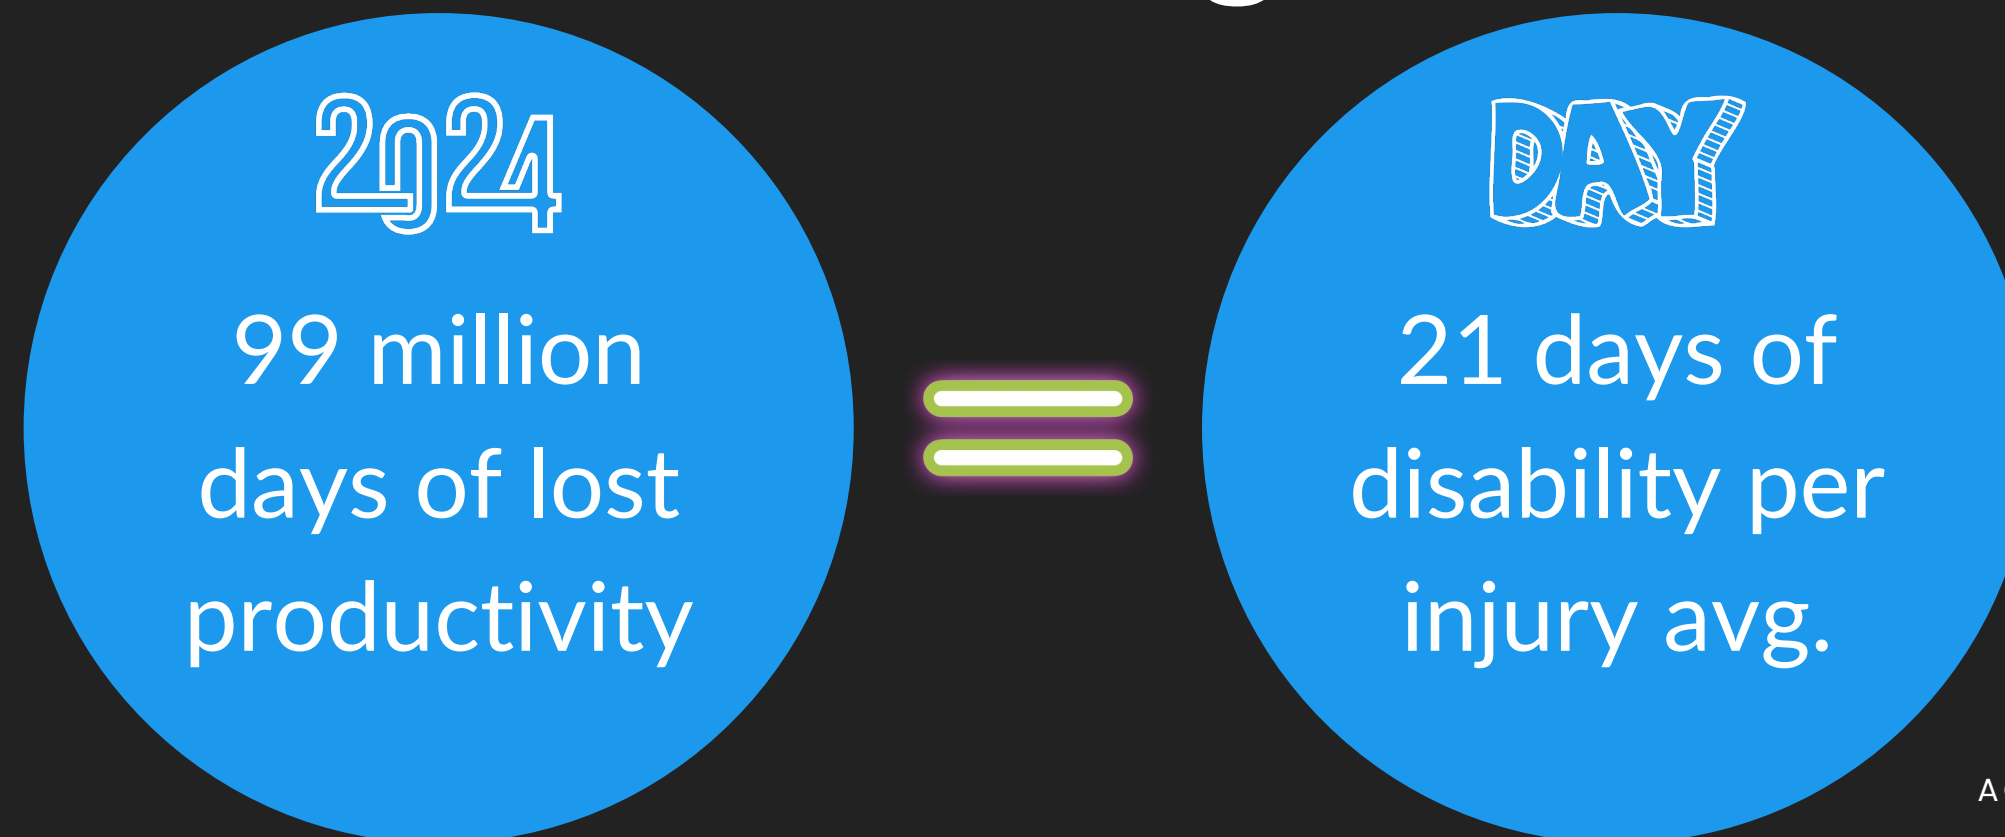 2024
99 million
days of lost
productivity
DAY
21 days of
disability per
injury avg.
A